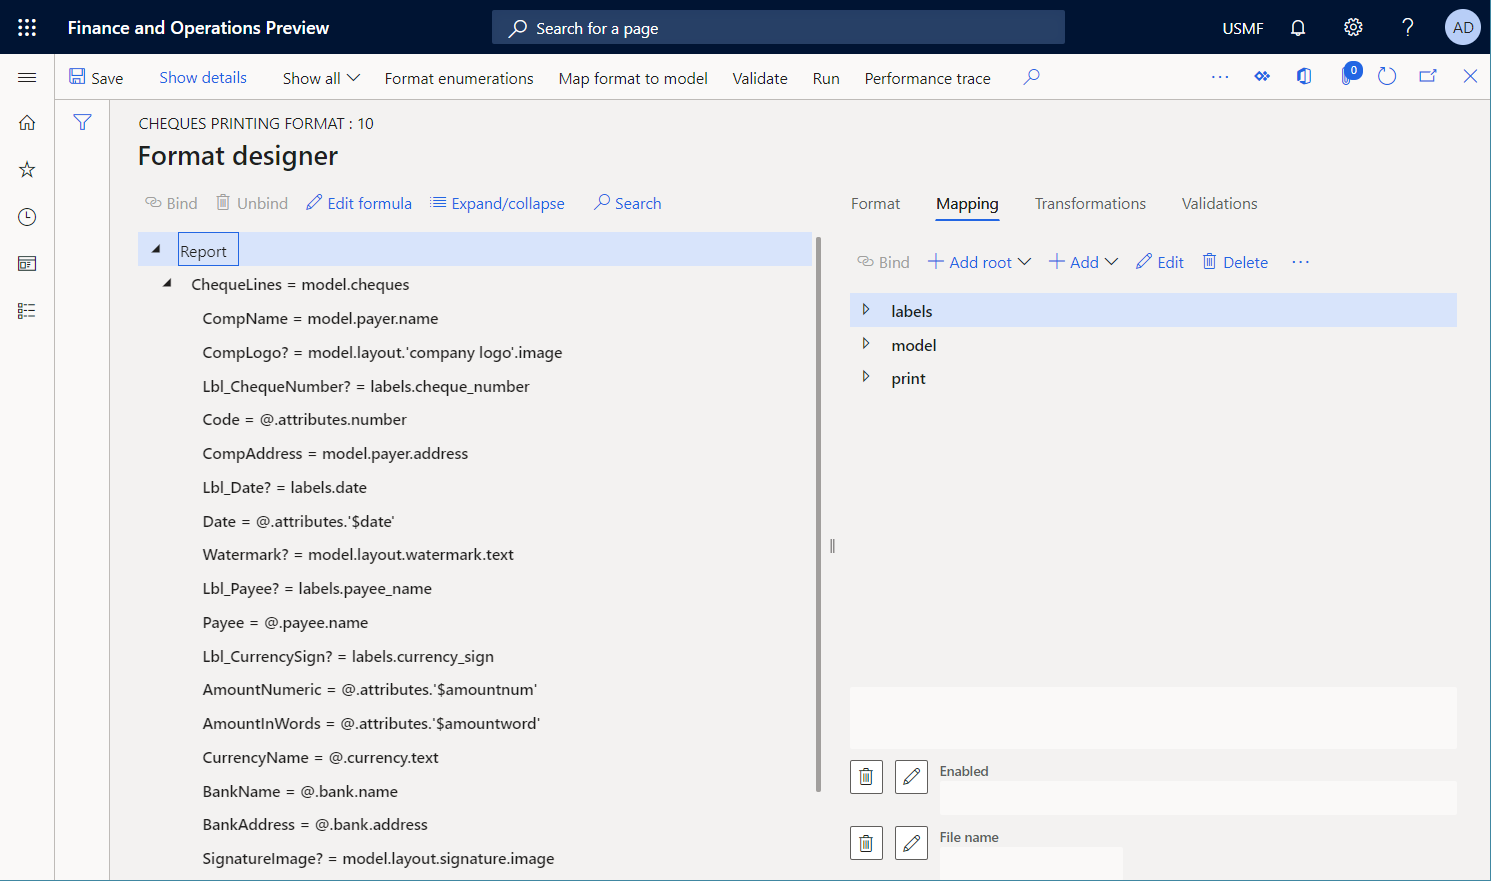 Finance and Operations Preview
Search for a page
USMF
?
AD
Save
Show details
Show all
Format enumerations
Map format to model
Validate
Run
Performance trace
0
CHEQUES PRINTING FORMAT : 10
Format designer
Bind
Unbind
Edit formula
Expand/collapse
Search
Report
ChequeLines = model.cheques
CompName = model.payer.name
CompLogo? = model.layout.'company logo'.image
Lbl_ChequeNumber? = labels.cheque_number
Code = @.attributes.number
CompAddress = model.payer.address
Lbl_Date? = labels.date
Date = @.attributes.'$date'
Watermark? = model.layout.watermark.text
Lbl_Payee? = labels.payee_name
Payee = @.payee.name
Lbl_CurrencySign? = labels.currency_sign
AmountNumeric = @.attributes.'$amountnum'
AmountInWords = @.attributes.'$amountword'
CurrencyName = @.currency.text
BankName = @.bank.name
BankAddress = @.bank.address
SignatureImage? = model.layout.signature.image
Format
Mapping
Transformations
Validations
Bind
Add root
Add
Edit
Delete
labels
model
print
Enabled
File name